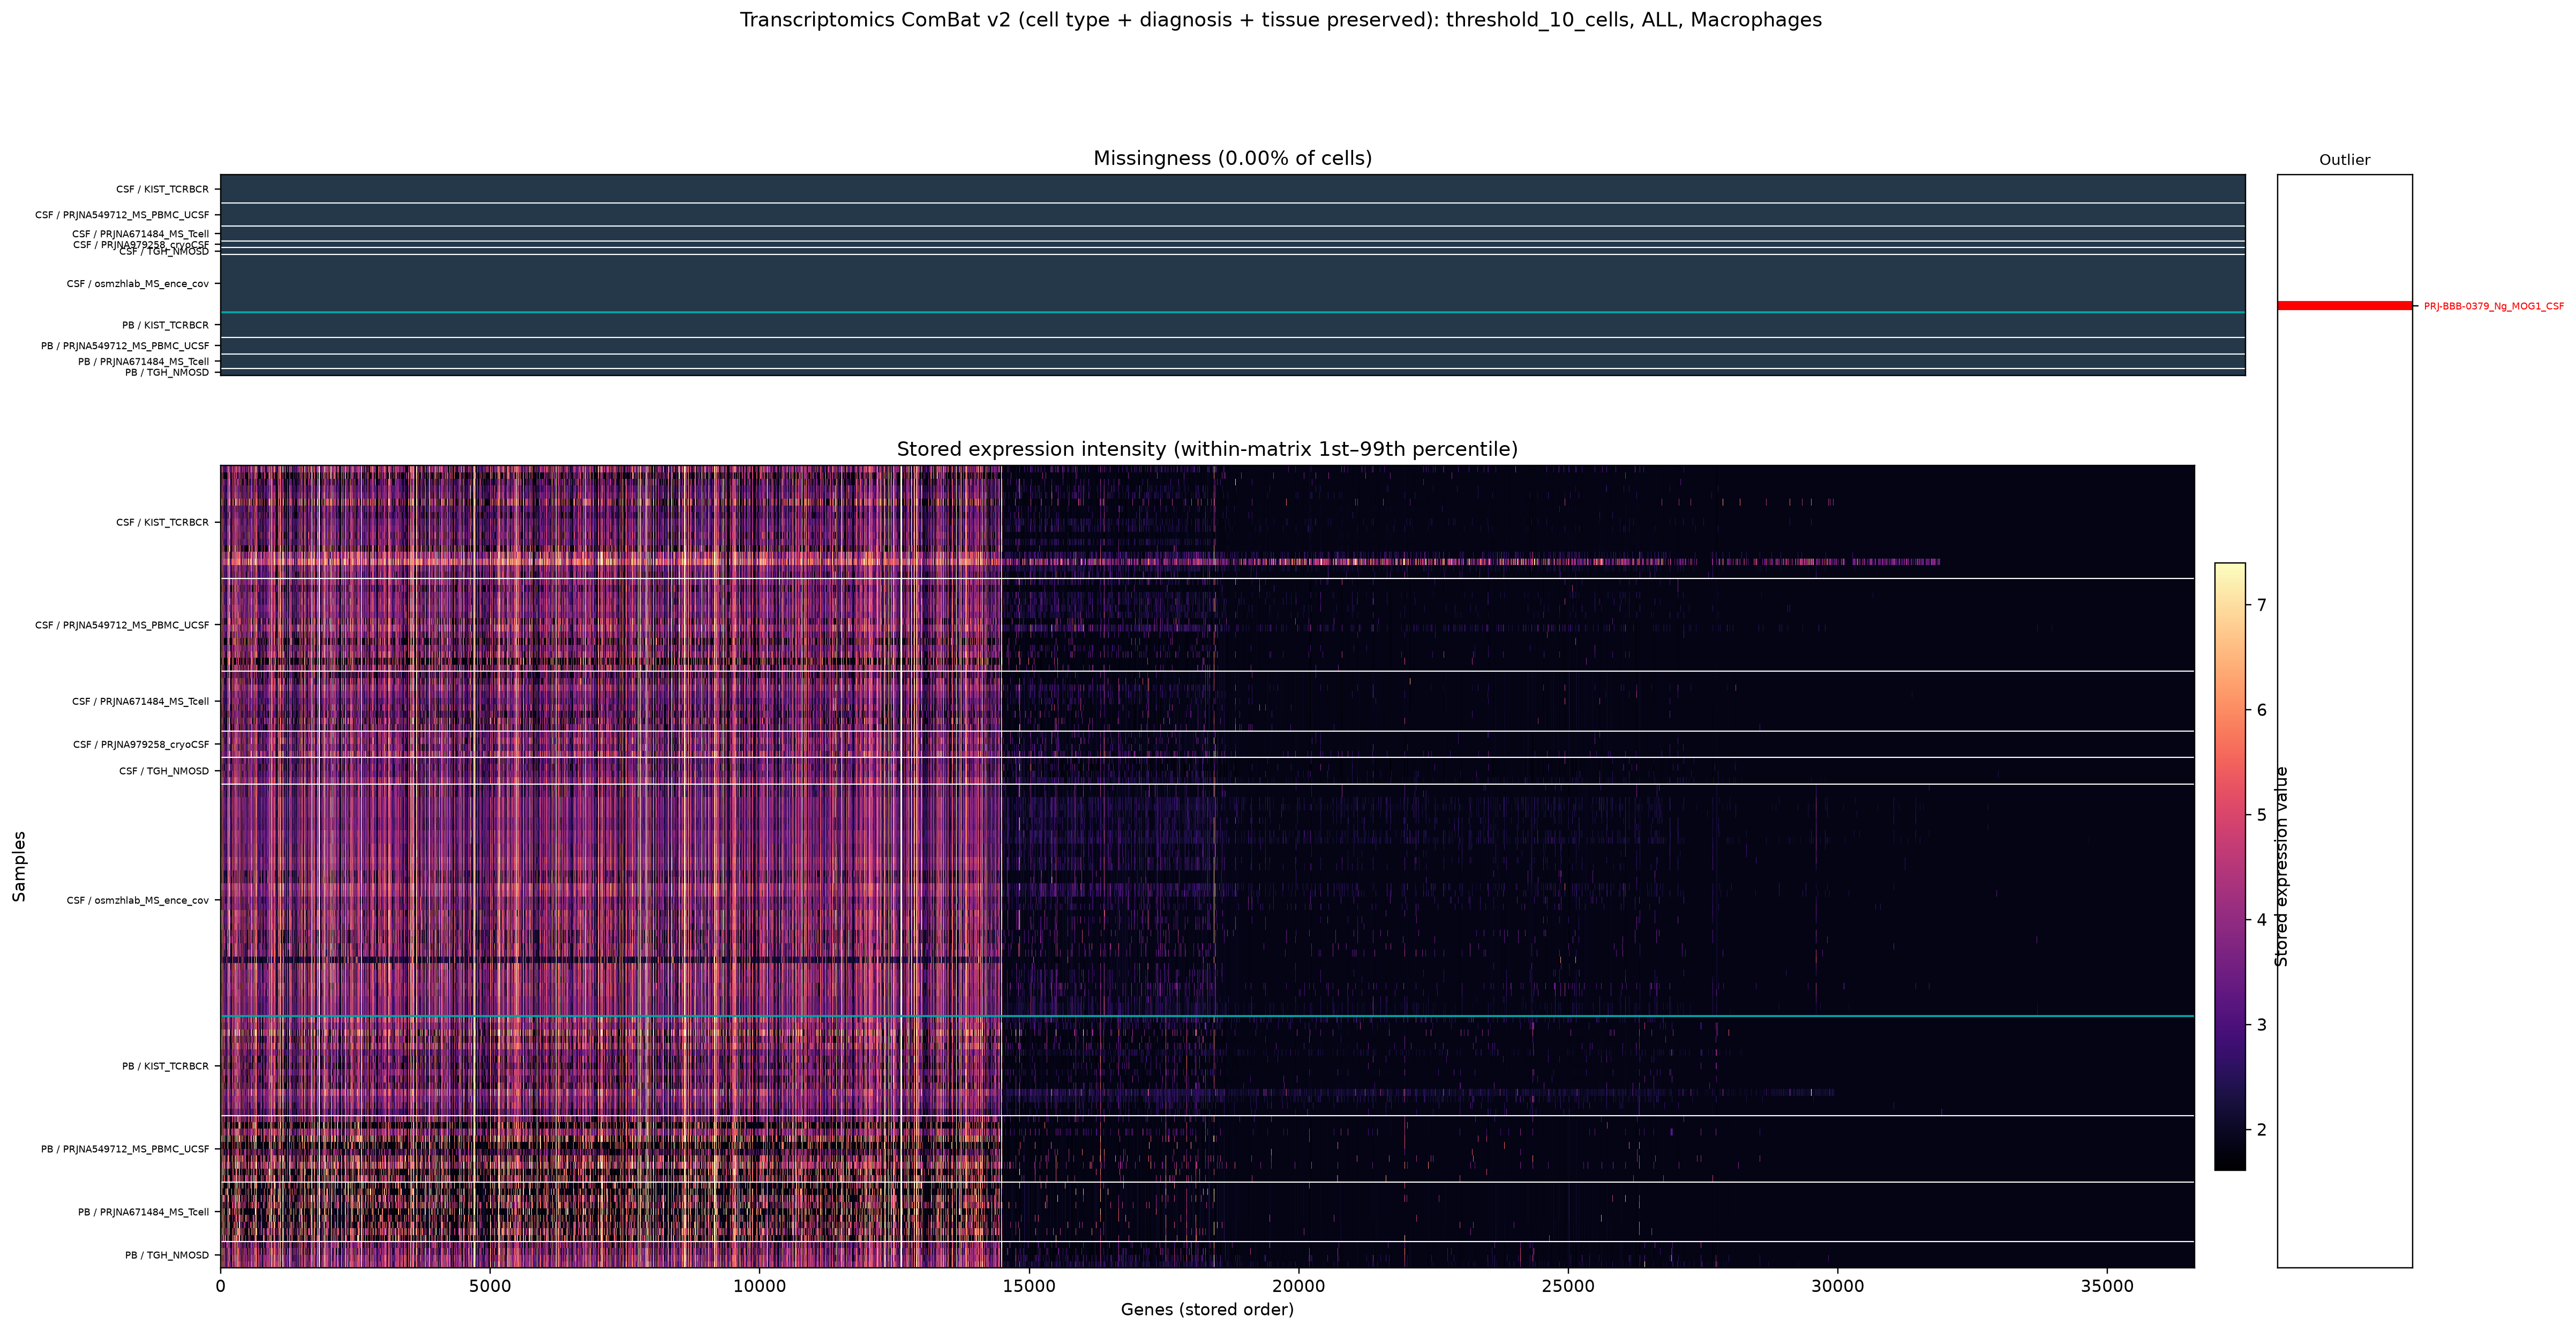 Transcriptomics ComBat v2 (cell type + diagnosis + tissue preserved): threshold_10_cells, ALL, Macrophages
Missingness (0.00% of cells)
Outlier
CSF / KIST_TCRBCR
CSF / PRJNA549712_MS_PBMC_UCSF
CSF / PRJNA671484_MS_Tcell
CSF / PRJNA979258_cryoCSF
CSF / TGH_NMOSD
CSF / osmzhlab_MS_ence_cov
PB / KIST_TCRBCR
PB / PRJNA549712_MS_PBMC_UCSF
PB / PRJNA671484_MS_Tcell
PB / TGH_NMOSD
PRJ-BBB-0379_Ng_MOG1_CSF
Stored expression intensity (within-matrix 1st–99th percentile)
Samples
CSF / KIST_TCRBCR
CSF / PRJNA549712_MS_PBMC_UCSF
CSF / PRJNA671484_MS_Tcell
CSF / PRJNA979258_cryoCSF
CSF / TGH_NMOSD
CSF / osmzhlab_MS_ence_cov
PB / KIST_TCRBCR
PB / PRJNA549712_MS_PBMC_UCSF
PB / PRJNA671484_MS_Tcell
PB / TGH_NMOSD
0 5000 10000 15000 20000 25000 30000 35000
Genes (stored order)
7
6
5
4
3
2
Stored expression value